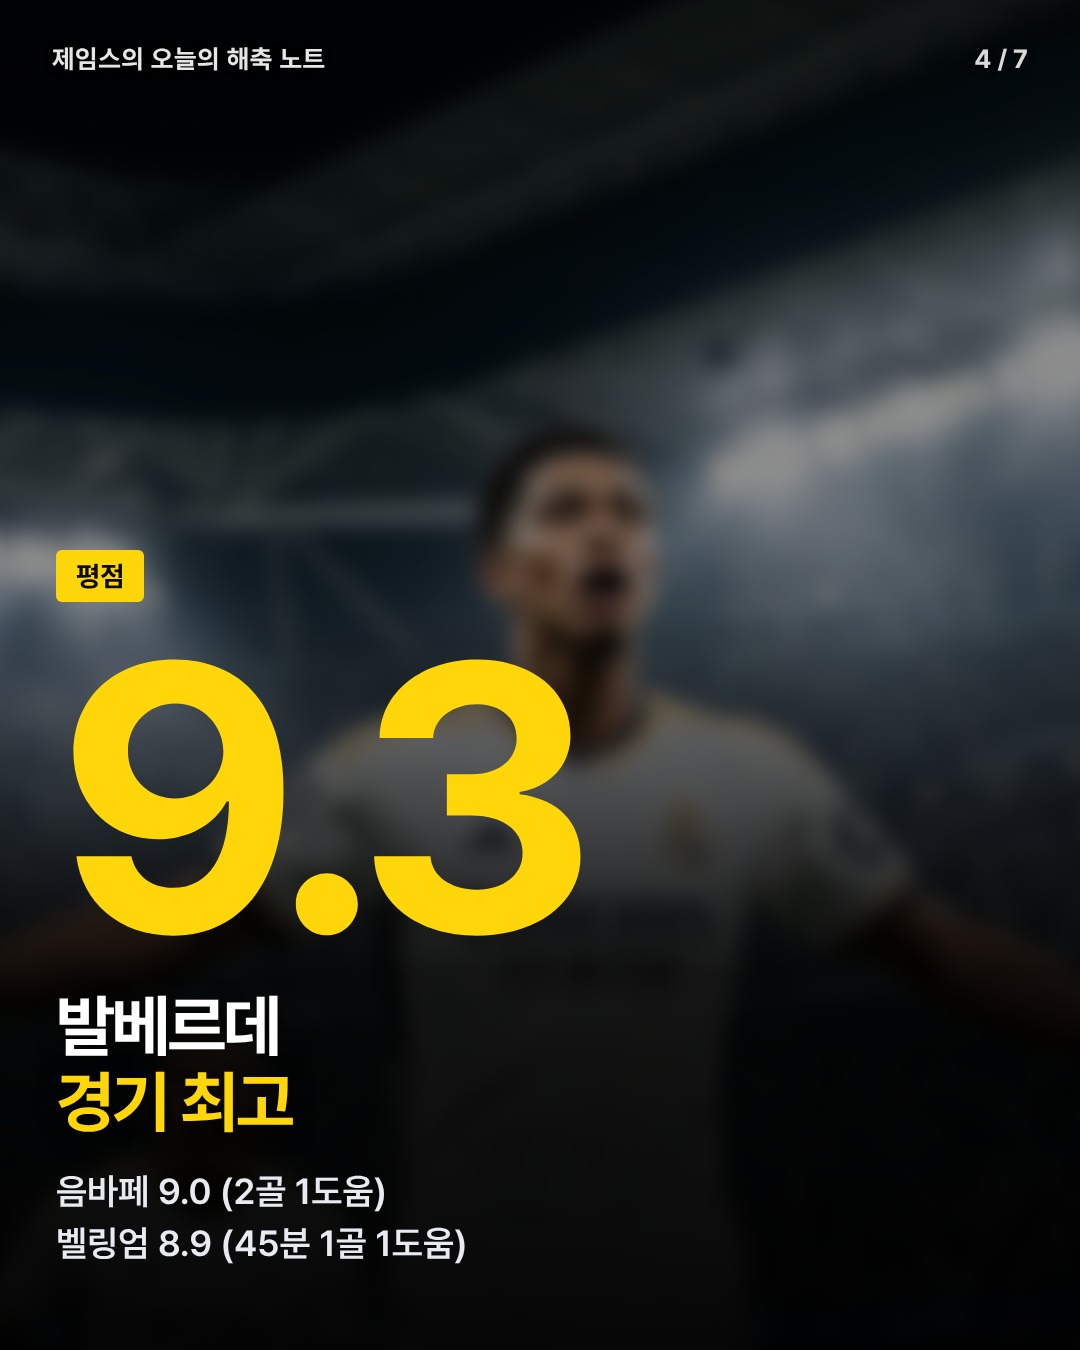 제임스의 오늘의 해축 노트
4 / 7
평점
9.3
발베르데
경기 최고
음바페 9.0 (2골 1도움)
벨링엄 8.9 (45분 1골 1도움)